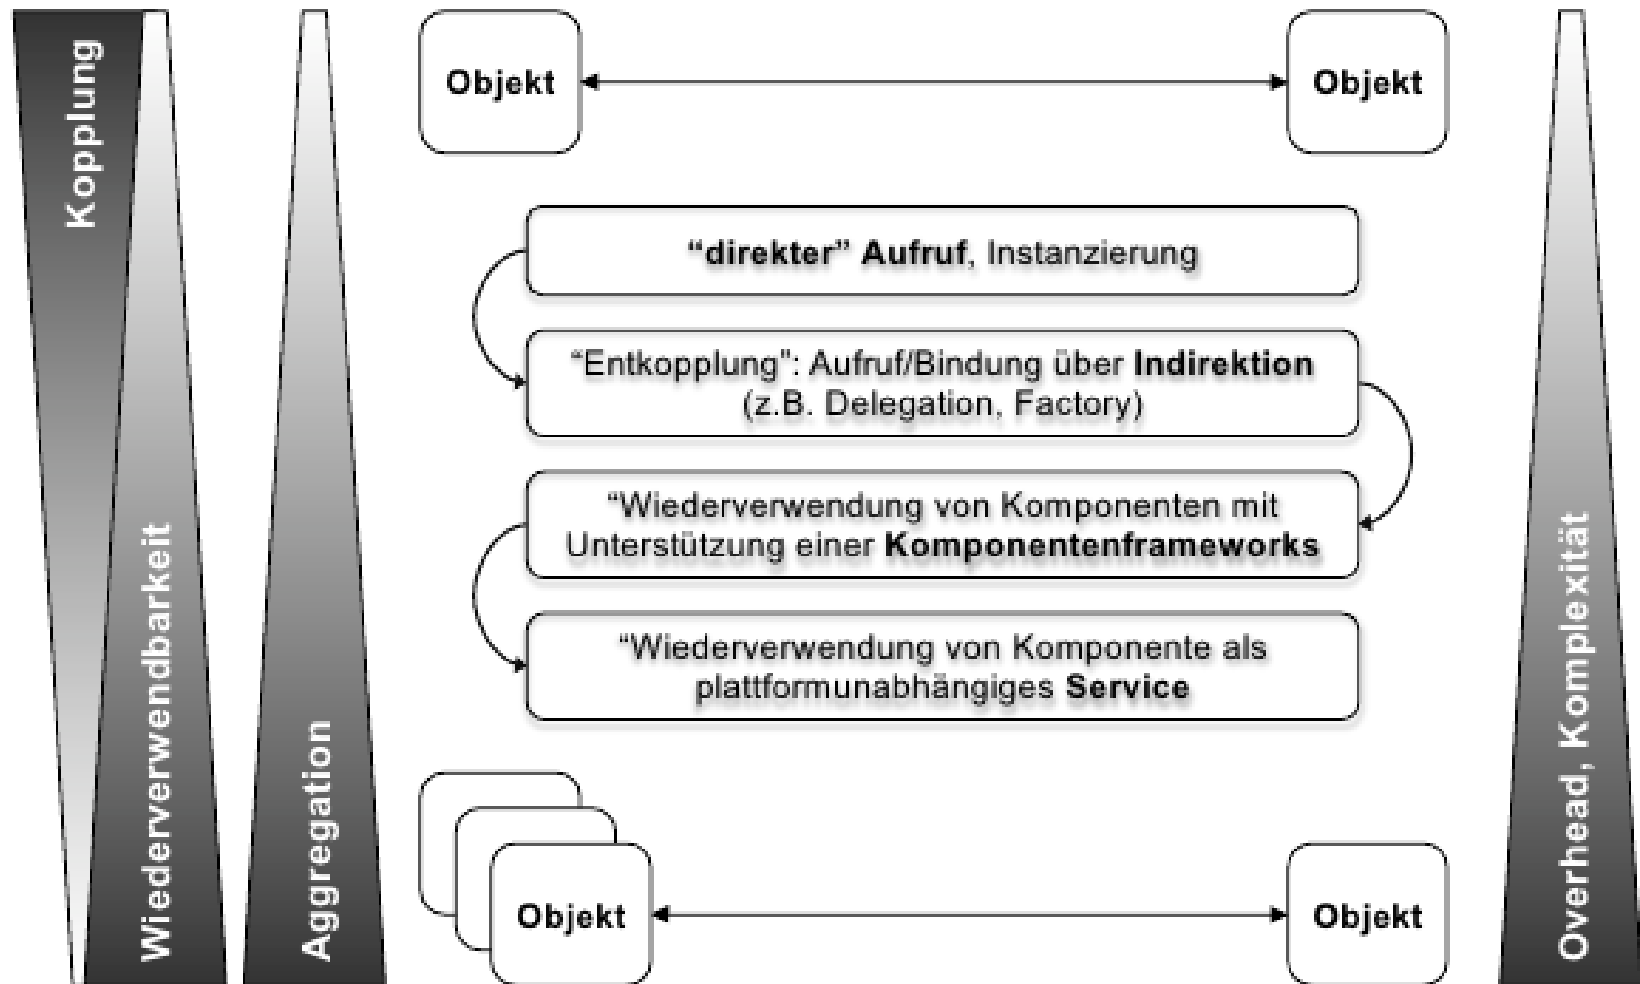 Kopplung
Wiederverwendbarkeit
Aggregation
Objekt
Objekt
“direkter” Aufruf, Instanzierung
“Entkopplung”: Aufruf/Bindung über Indirektion
(z.B. Delegation, Factory)
“Wiederverwendung von Komponenten mit
Unterstützung einer Komponentenframeworks
“Wiederverwendung von Komponente als
plattformunabhängiges Service
Objekt
Objekt
Overhead, Komplexität